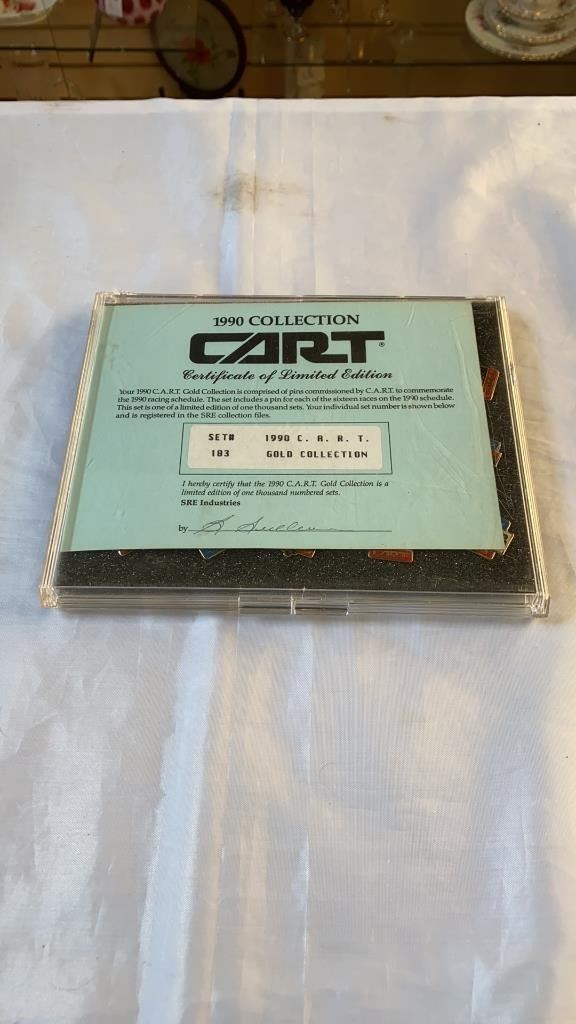 1990 COLLECTION
CART®
Certificate of Limited Edition
Your 1990 C.A.R.T. Gold Collection is comprised of pins commissioned by C.A.R.T. to commemorate
the 1990 racing schedule. The set includes a pin for each of the sixteen races on the 1990 schedule.
This set is one of a limited edition of one thousand sets. Your individual set number is shown below
and is registered in the SRE collection files.
SET# 1990 C. A. R. T.
183 GOLD COLLECTION
I hereby certify that the 1990 C.A.R.T. Gold Collection is a
limited edition of one thousand numbered sets.
SRE Industries
by